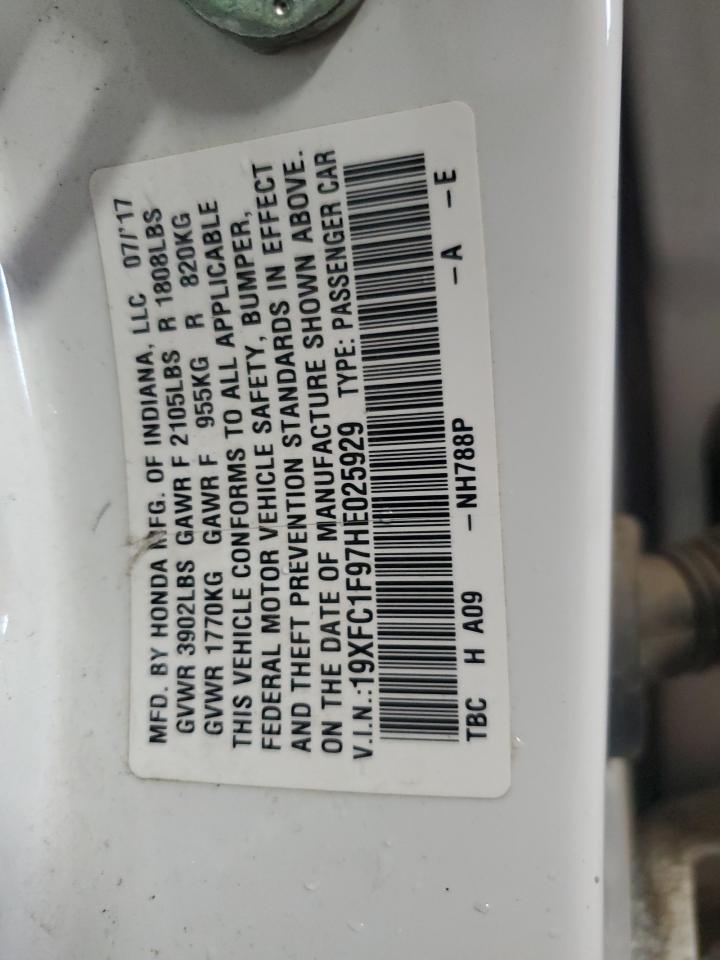 MFD. BY HONDA MFG. OF INDIANA, LLC 07/'17
GVWR 3902LBS GAWR F 2105LBS R 1808LBS
GVWR 1770KG GAWR F 955KG R 820KG
THIS VEHICLE CONFORMS TO ALL APPLICABLE
FEDERAL MOTOR VEHICLE SAFETY, BUMPER,
AND THEFT PREVENTION STANDARDS IN EFFECT
ON THE DATE OF MANUFACTURE SHOWN ABOVE.
V.I.N.:19XFC1F97HE025929 TYPE: PASSENGER CAR
TBC H A09 -NH788P -A -E